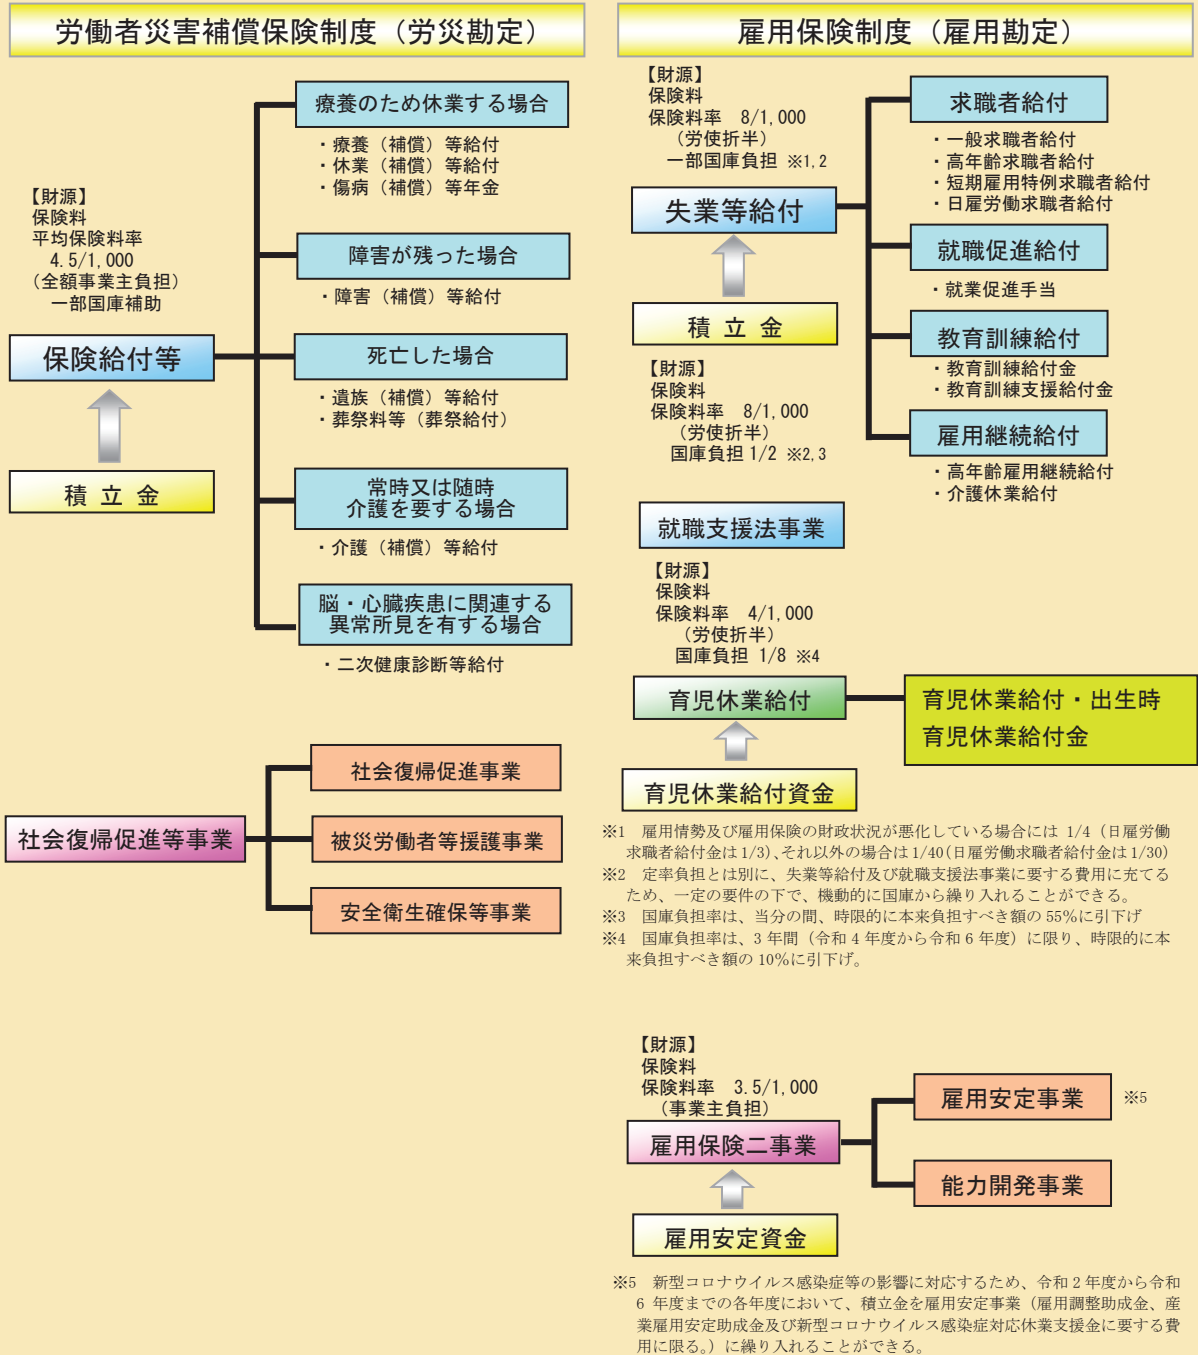 労働者災害補償保険制度（労災勘定）
療養のため休業する場合
・療養（補償）等給付
・休業（補償）等給付
・傷病（補償）等年金
【財源】
保険料
平均保険料率
4.5/1,000
（全額事業主負担）
一部国庫補助
障害が残った場合
・障害（補償）等給付
保険給付等
死亡した場合
・遺族（補償）等給付
・葬祭料等（葬祭給付）
積立金
常時又は随時
介護を要する場合
・介護（補償）等給付
脳・心臓疾患に関連する
異常所見を有する場合
・二次健康診断等給付
社会復帰促進等事業
社会復帰促進事業
被災労働者等援護事業
安全衛生確保等事業
雇用保険制度（雇用勘定）
【財源】
保険料
保険料率　8/1,000
（労使折半）
一部国庫負担 ※1,2
失業等給付
積立金
求職者給付
・一般求職者給付
・高年齢求職者給付
・短期雇用特例求職者給付
・日雇労働求職者給付
就職促進給付
・就業促進手当
教育訓練給付
・教育訓練給付金
・教育訓練支援給付金
雇用継続給付
・高年齢雇用継続給付
・介護休業給付
【財源】
保険料
保険料率　8/1,000
（労使折半）
国庫負担 1/2 ※2,3
就職支援法事業
【財源】
保険料
保険料率　4/1,000
（労使折半）
国庫負担 1/8 ※4
育児休業給付
育児休業給付・出生時
育児休業給付金
育児休業給付資金
※1　雇用情勢及び雇用保険の財政状況が悪化している場合には 1/4（日雇労働
求職者給付金は1/3）、それ以外の場合は1/40（日雇労働求職者給付金は1/30）
※2　定率負担とは別に、失業等給付及び就職支援法事業に要する費用に充てる
ため、一定の要件の下で、機動的に国庫から繰り入れることができる。
※3　国庫負担率は、当分の間、時限的に本来負担すべき額の 55％に引下げ
※4　国庫負担率は、3 年間（令和 4 年度から令和 6 年度）に限り、時限的に本
来負担すべき額の 10％に引下げ。
【財源】
保険料
保険料率　3.5/1,000
（事業主負担）
雇用保険二事業
雇用安定資金
雇用安定事業 ※5
能力開発事業
※5　新型コロナウイルス感染症等の影響に対応するため、令和 2 年度から令和
6 年度までの各年度において、積立金を雇用安定事業（雇用調整助成金、産
業雇用安定助成金及び新型コロナウイルス感染症対応休業支援金に要する費
用に限る。）に繰り入れることができる。